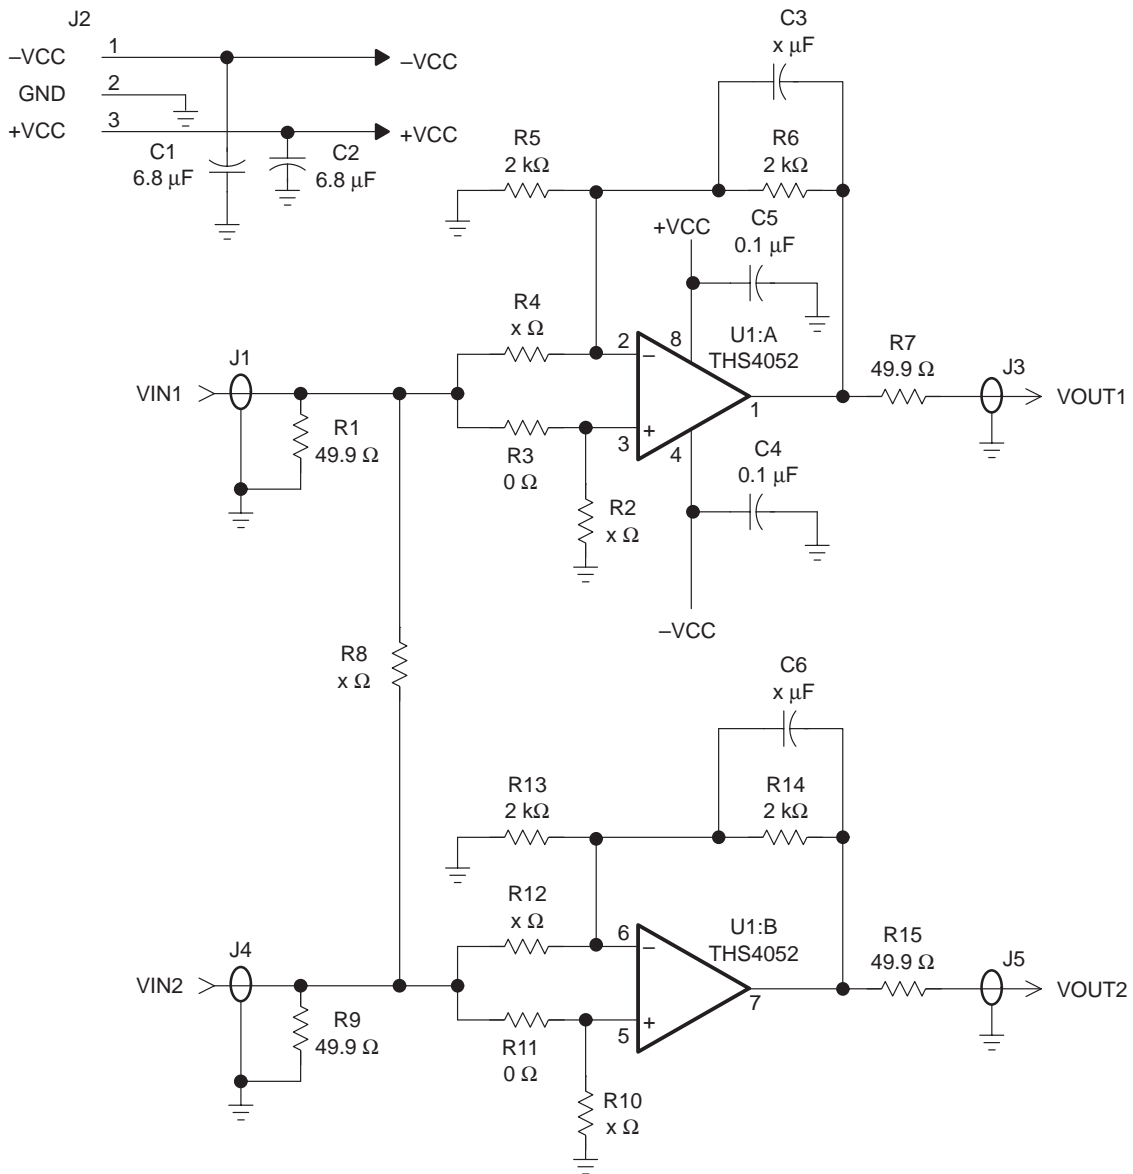 J2
–VCC 1 –VCC
GND 2
+VCC 3 +VCC
C1
6.8 µF
C2
6.8 µF
C3
x µF
R5
2 kΩ
R6
2 kΩ
+VCC
C5
0.1 µF
R4
x Ω
2
–
8
U1:A
THS4052
VIN1
J1
R1
49.9 Ω
R3
0 Ω
3
+
4
1
R7
49.9 Ω
J3
VOUT1
R2
x Ω
C4
0.1 µF
–VCC
R8
x Ω
C6
x µF
R13
2 kΩ
R14
2 kΩ
R12
x Ω
6
–
U1:B
THS4052
VIN2
J4
R9
49.9 Ω
R11
0 Ω
5
+
7
R15
49.9 Ω
J5
VOUT2
R10
x Ω